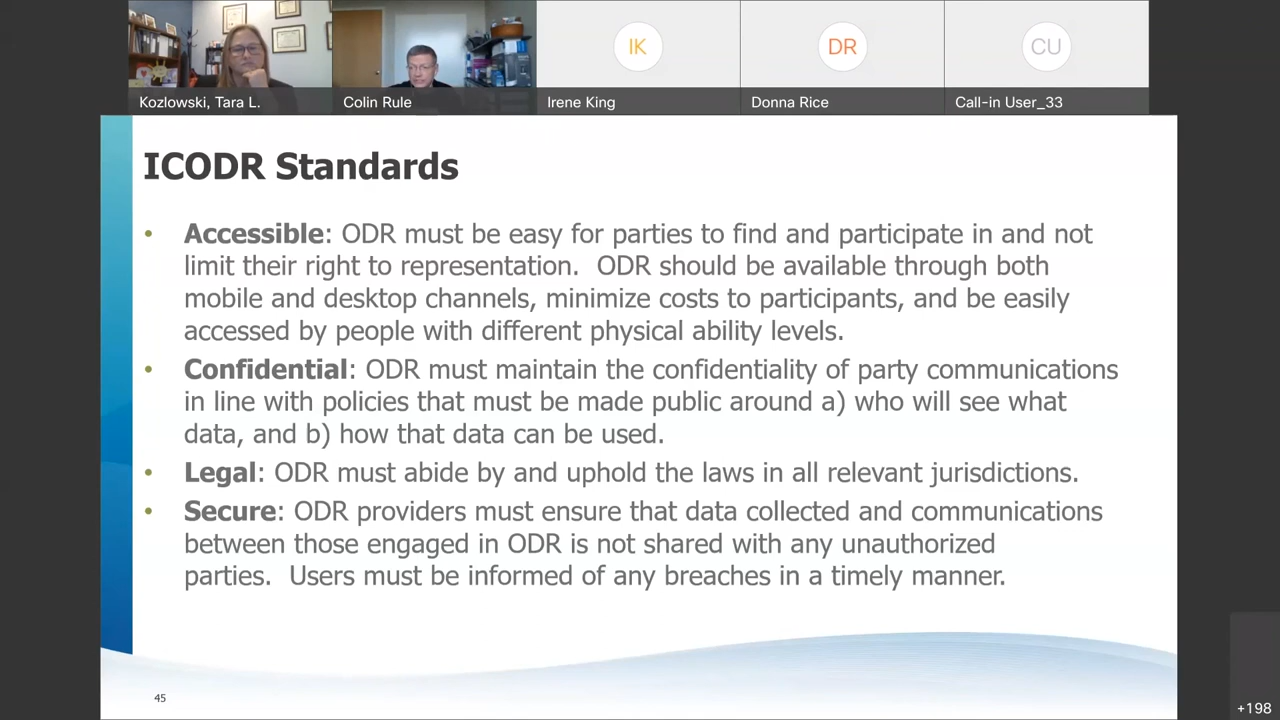 IK
DR
CU
Kozlowski, Tara L.
Colin Rule
Irene King
Donna Rice
Call-in User_33
ICODR Standards
• Accessible: ODR must be easy for parties to find and participate in and not
limit their right to representation.  ODR should be available through both
mobile and desktop channels, minimize costs to participants, and be easily
accessed by people with different physical ability levels.
• Confidential: ODR must maintain the confidentiality of party communications
in line with policies that must be made public around a) who will see what
data, and b) how that data can be used.
• Legal: ODR must abide by and uphold the laws in all relevant jurisdictions.
• Secure: ODR providers must ensure that data collected and communications
between those engaged in ODR is not shared with any unauthorized
parties.  Users must be informed of any breaches in a timely manner.
45
+198